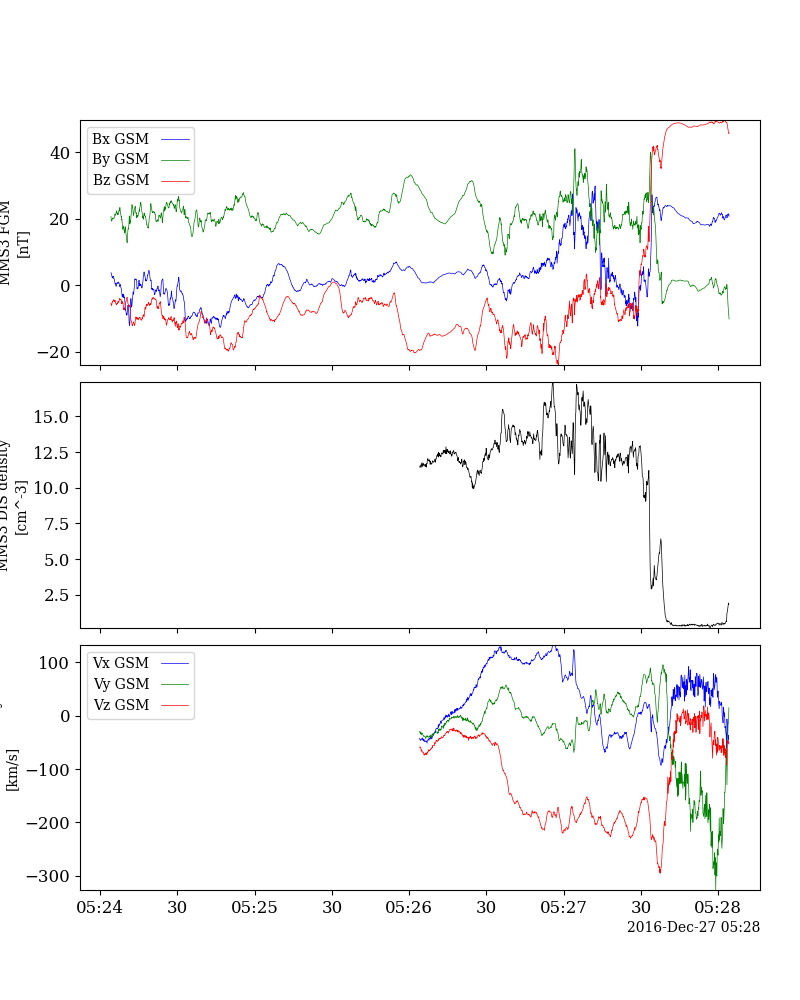 Bx GSM
By GSM
Bz GSM
40
20
0
−20
MMS3 FGM
[nT]
15.0
12.5
10.0
7.5
5.0
2.5
MMS3 DIS density
[cm^-3]
Vx GSM
Vy GSM
Vz GSM
100
0
−100
−200
−300
[km/s]
05:24 30 05:25 30 05:26 30 05:27 30 05:28
2016-Dec-27 05:28